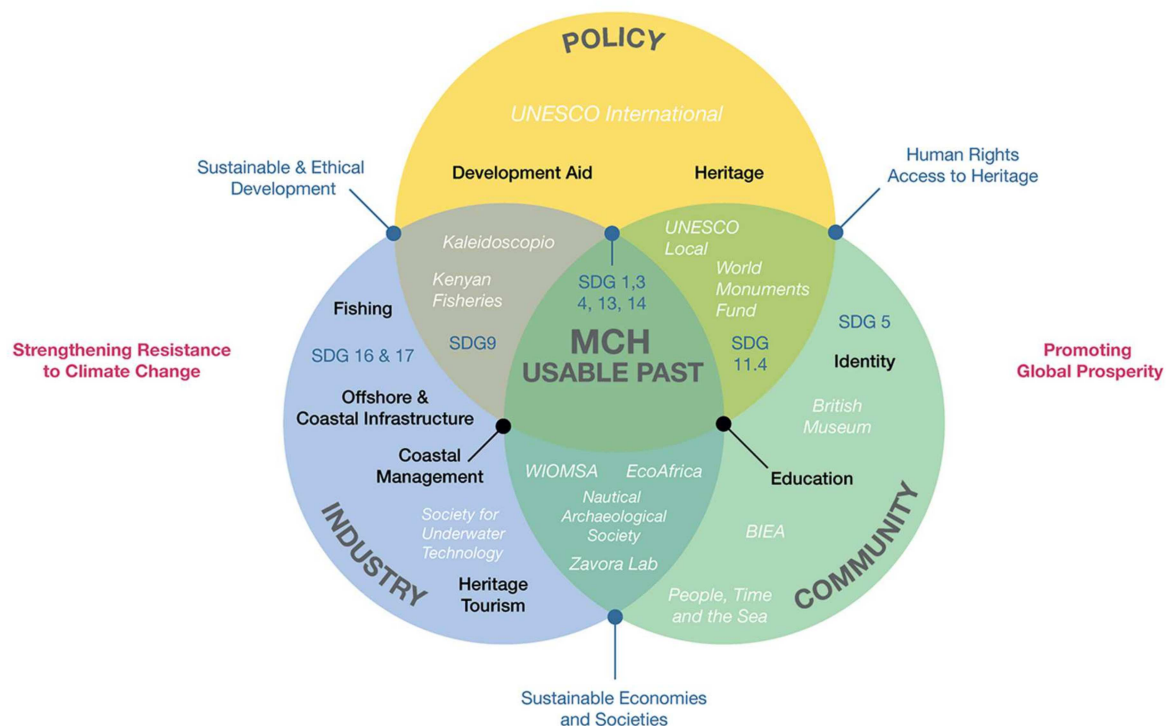 POLICY
UNESCO International
Sustainable & Ethical
Development
Development Aid
Heritage
Human Rights
Access to Heritage
Kaleidoscopio
Kenyan
Fisheries
SDG9
SDG 1,3
4, 13, 14
UNESCO
Local
World
Monuments
Fund
SDG
11.4
MCH
USABLE PAST
Fishing
SDG 16 & 17
Offshore &
Coastal Infrastructure
Coastal
Management
Society for
Underwater
Technology
Heritage
Tourism
INDUSTRY
SDG 5
Identity
British
Museum
Education
BIEA
People, Time
and the Sea
COMMUNITY
WIOMSA
EcoAfrica
Nautical
Archaeological
Society
Zavora Lab
Strengthening Resistance
to Climate Change
Promoting
Global Prosperity
Sustainable Economies
and Societies